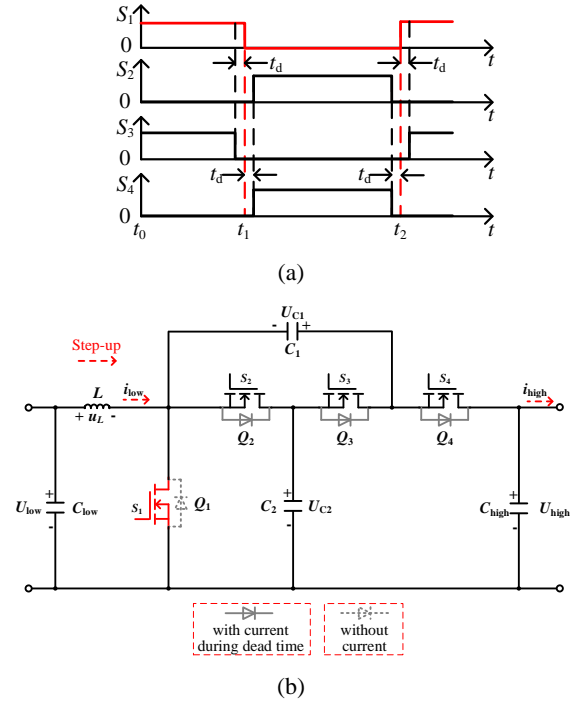 S1
0
t
td
S2
0
t
S3
0
t
td
td
S4
0
t0
t1
t2
t
(a)
UC1
- +
C1
Step-up
L
ilow
+ uL -
S2
S3
S4
ihigh
Q2
Q3
Q4
+
Ulow
-
Clow
S1
Q1
C2
+
UC2
-
Chigh
+
Uhigh
-
with current
during dead time
without
current
(b)